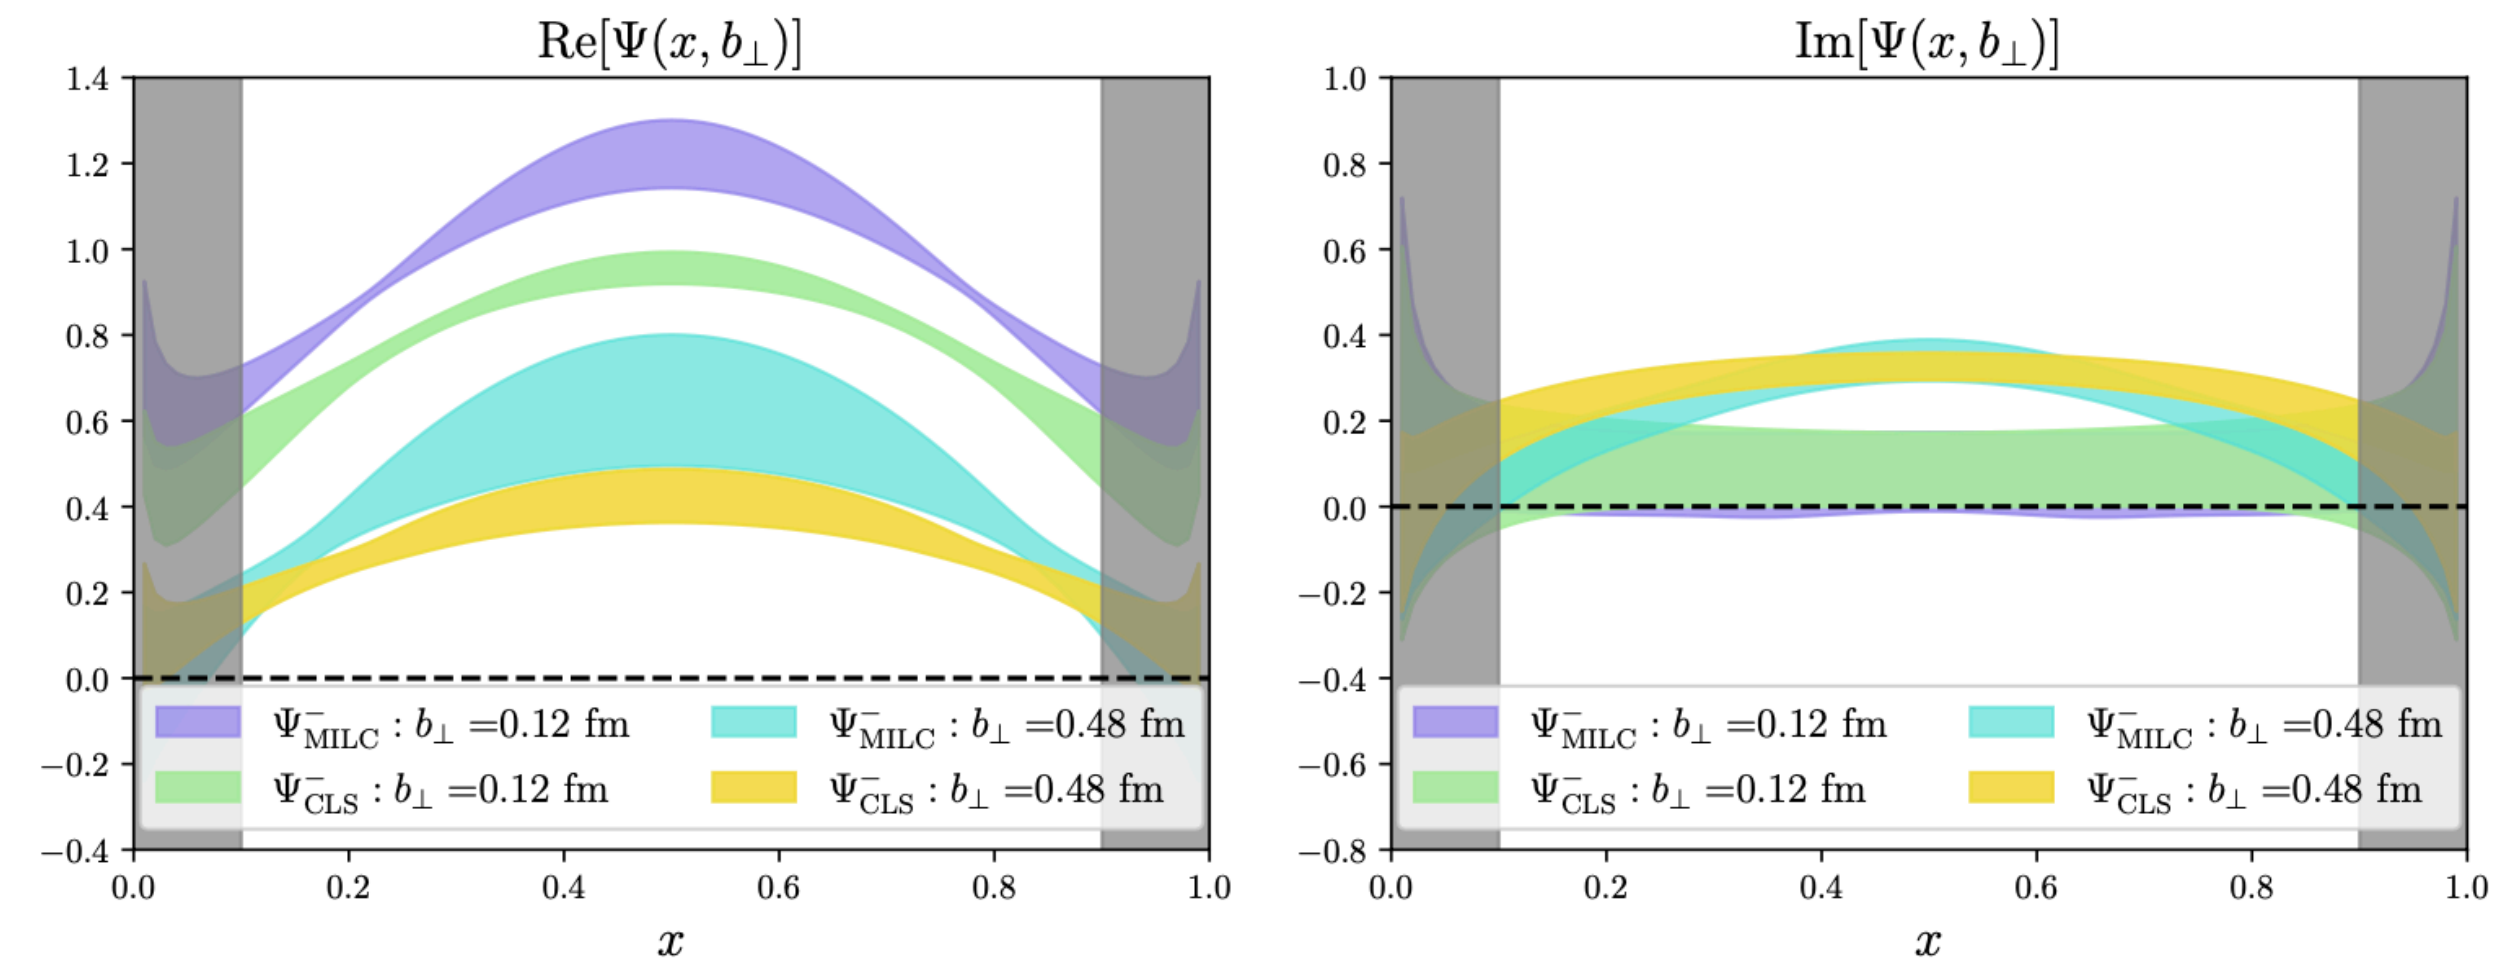 Re[Ψ(x, b⊥)]
1.4
1.2
1.0
0.8
0.6
0.4
0.2
0.0
−0.2
−0.4
Ψ⁻MILC : b⊥ =0.12 fm
Ψ⁻CLS : b⊥ =0.12 fm
Ψ⁻MILC : b⊥ =0.48 fm
Ψ⁻CLS : b⊥ =0.48 fm
0.0 0.2 0.4 0.6 0.8 1.0
x
Im[Ψ(x, b⊥)]
1.0
0.8
0.6
0.4
0.2
0.0
−0.2
−0.4
−0.6
−0.8
Ψ⁻MILC : b⊥ =0.12 fm
Ψ⁻CLS : b⊥ =0.12 fm
Ψ⁻MILC : b⊥ =0.48 fm
Ψ⁻CLS : b⊥ =0.48 fm
0.0 0.2 0.4 0.6 0.8 1.0
x